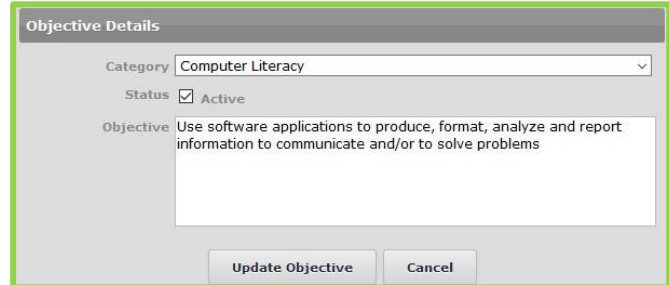 Objective Details
Category Computer Literacy
Status Active
Objective Use software applications to produce, format, analyze and report
information to communicate and/or to solve problems
Update Objective Cancel